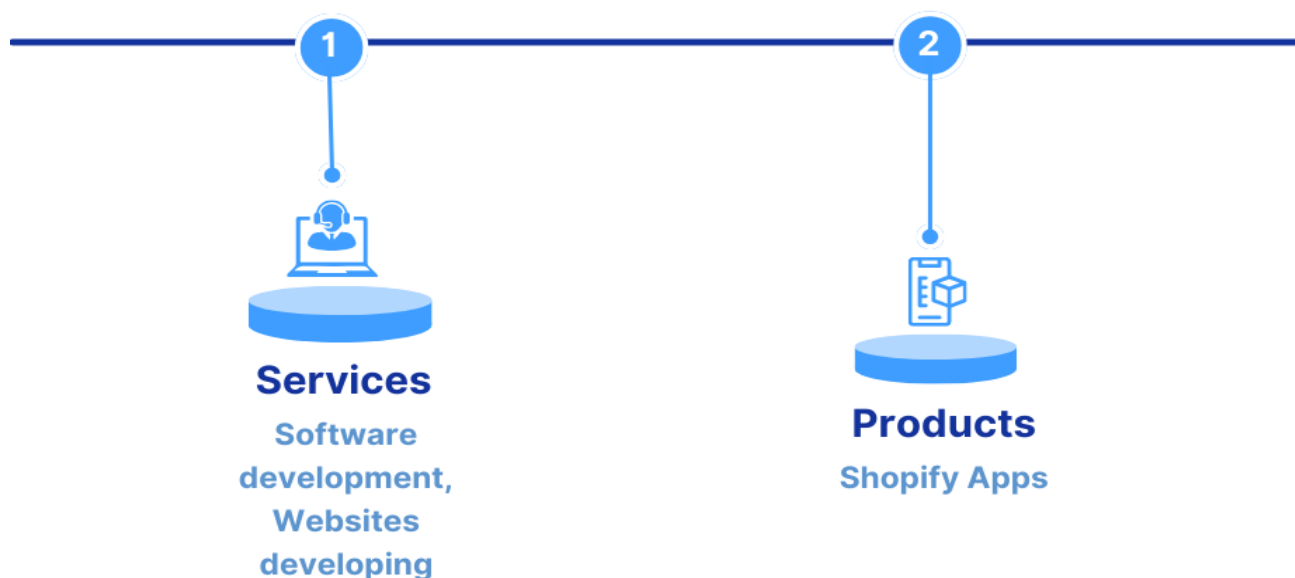 1
2
Services
Software
development,
Websites
developing
Products
Shopify Apps